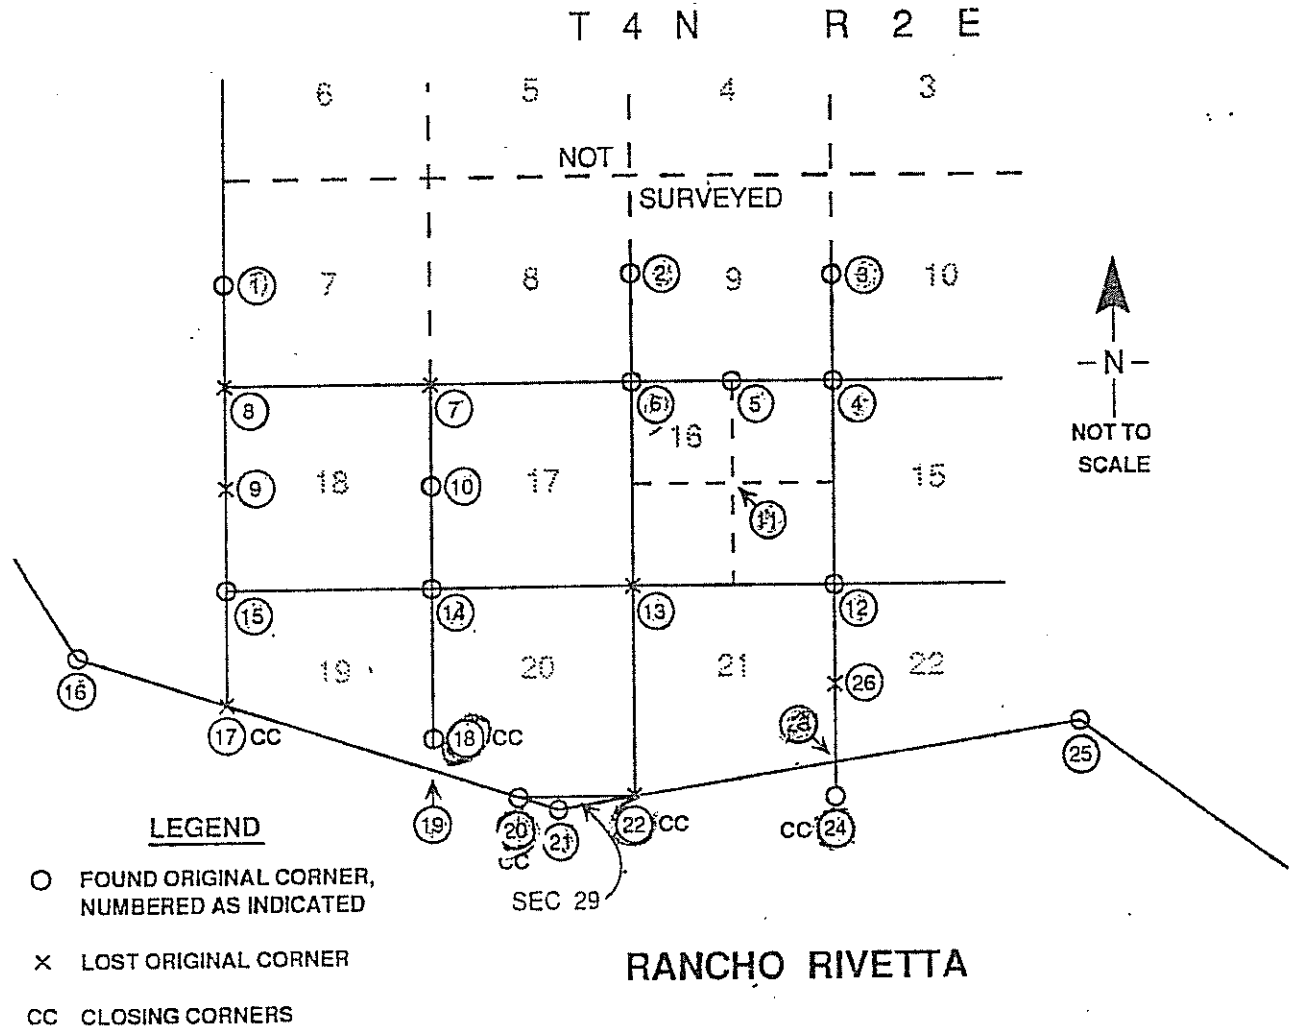 T 4 N R 2 E
6 5 4 3
NOT
SURVEYED
1 7 8 2 9 3 10
N
8 7 6 5 4
16
NOT TO
SCALE
9 18 10 17 15
11
15 14 13 12
19 20 21 22
26
16
17 CC 18 CC 25
19 20 21 22 CC CC 24
CC
LEGEND
SEC 29
FOUND ORIGINAL CORNER,
NUMBERED AS INDICATED
LOST ORIGINAL CORNER
RANCHO RIVETTA
CC CLOSING CORNERS